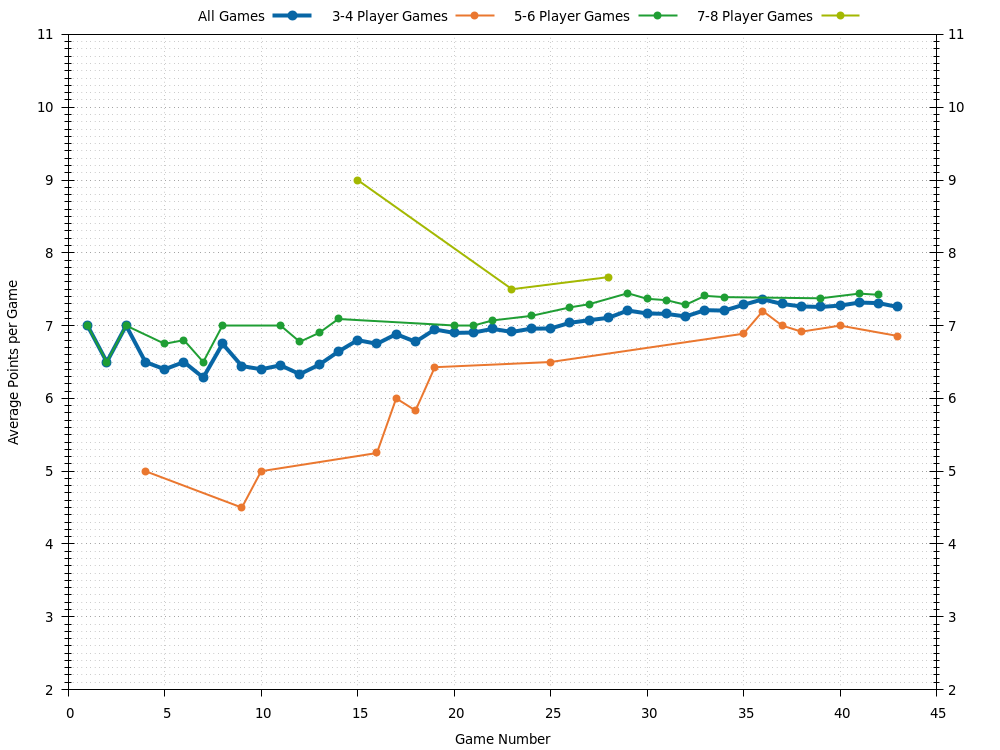 All Games 3-4 Player Games 5-6 Player Games 7-8 Player Games
11 11
10 10
9 9
8 8
7 7
6 6
5 5
4 4
3 3
2 2
Average Points per Game
0 5 10 15 20 25 30 35 40 45
Game Number